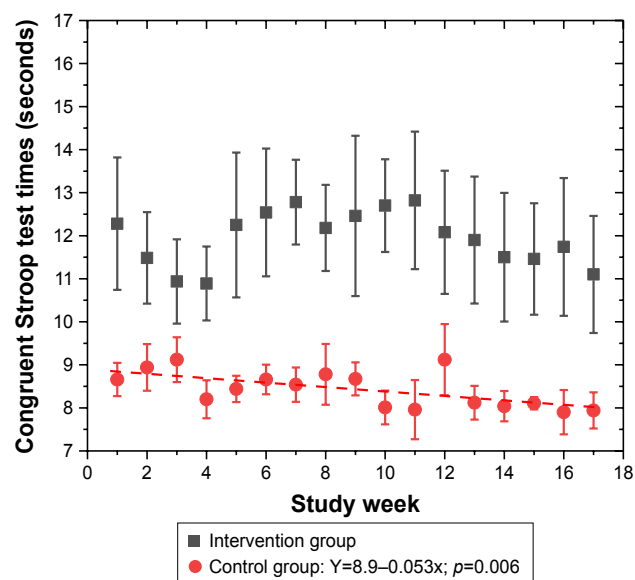 17
16
15
14
13
12
11
10
9
8
7
Congruent Stroop test times (seconds)
0 2 4 6 8 10 12 14 16 18
Study week
Intervention group
Control group: Y=8.9–0.053x; p=0.006